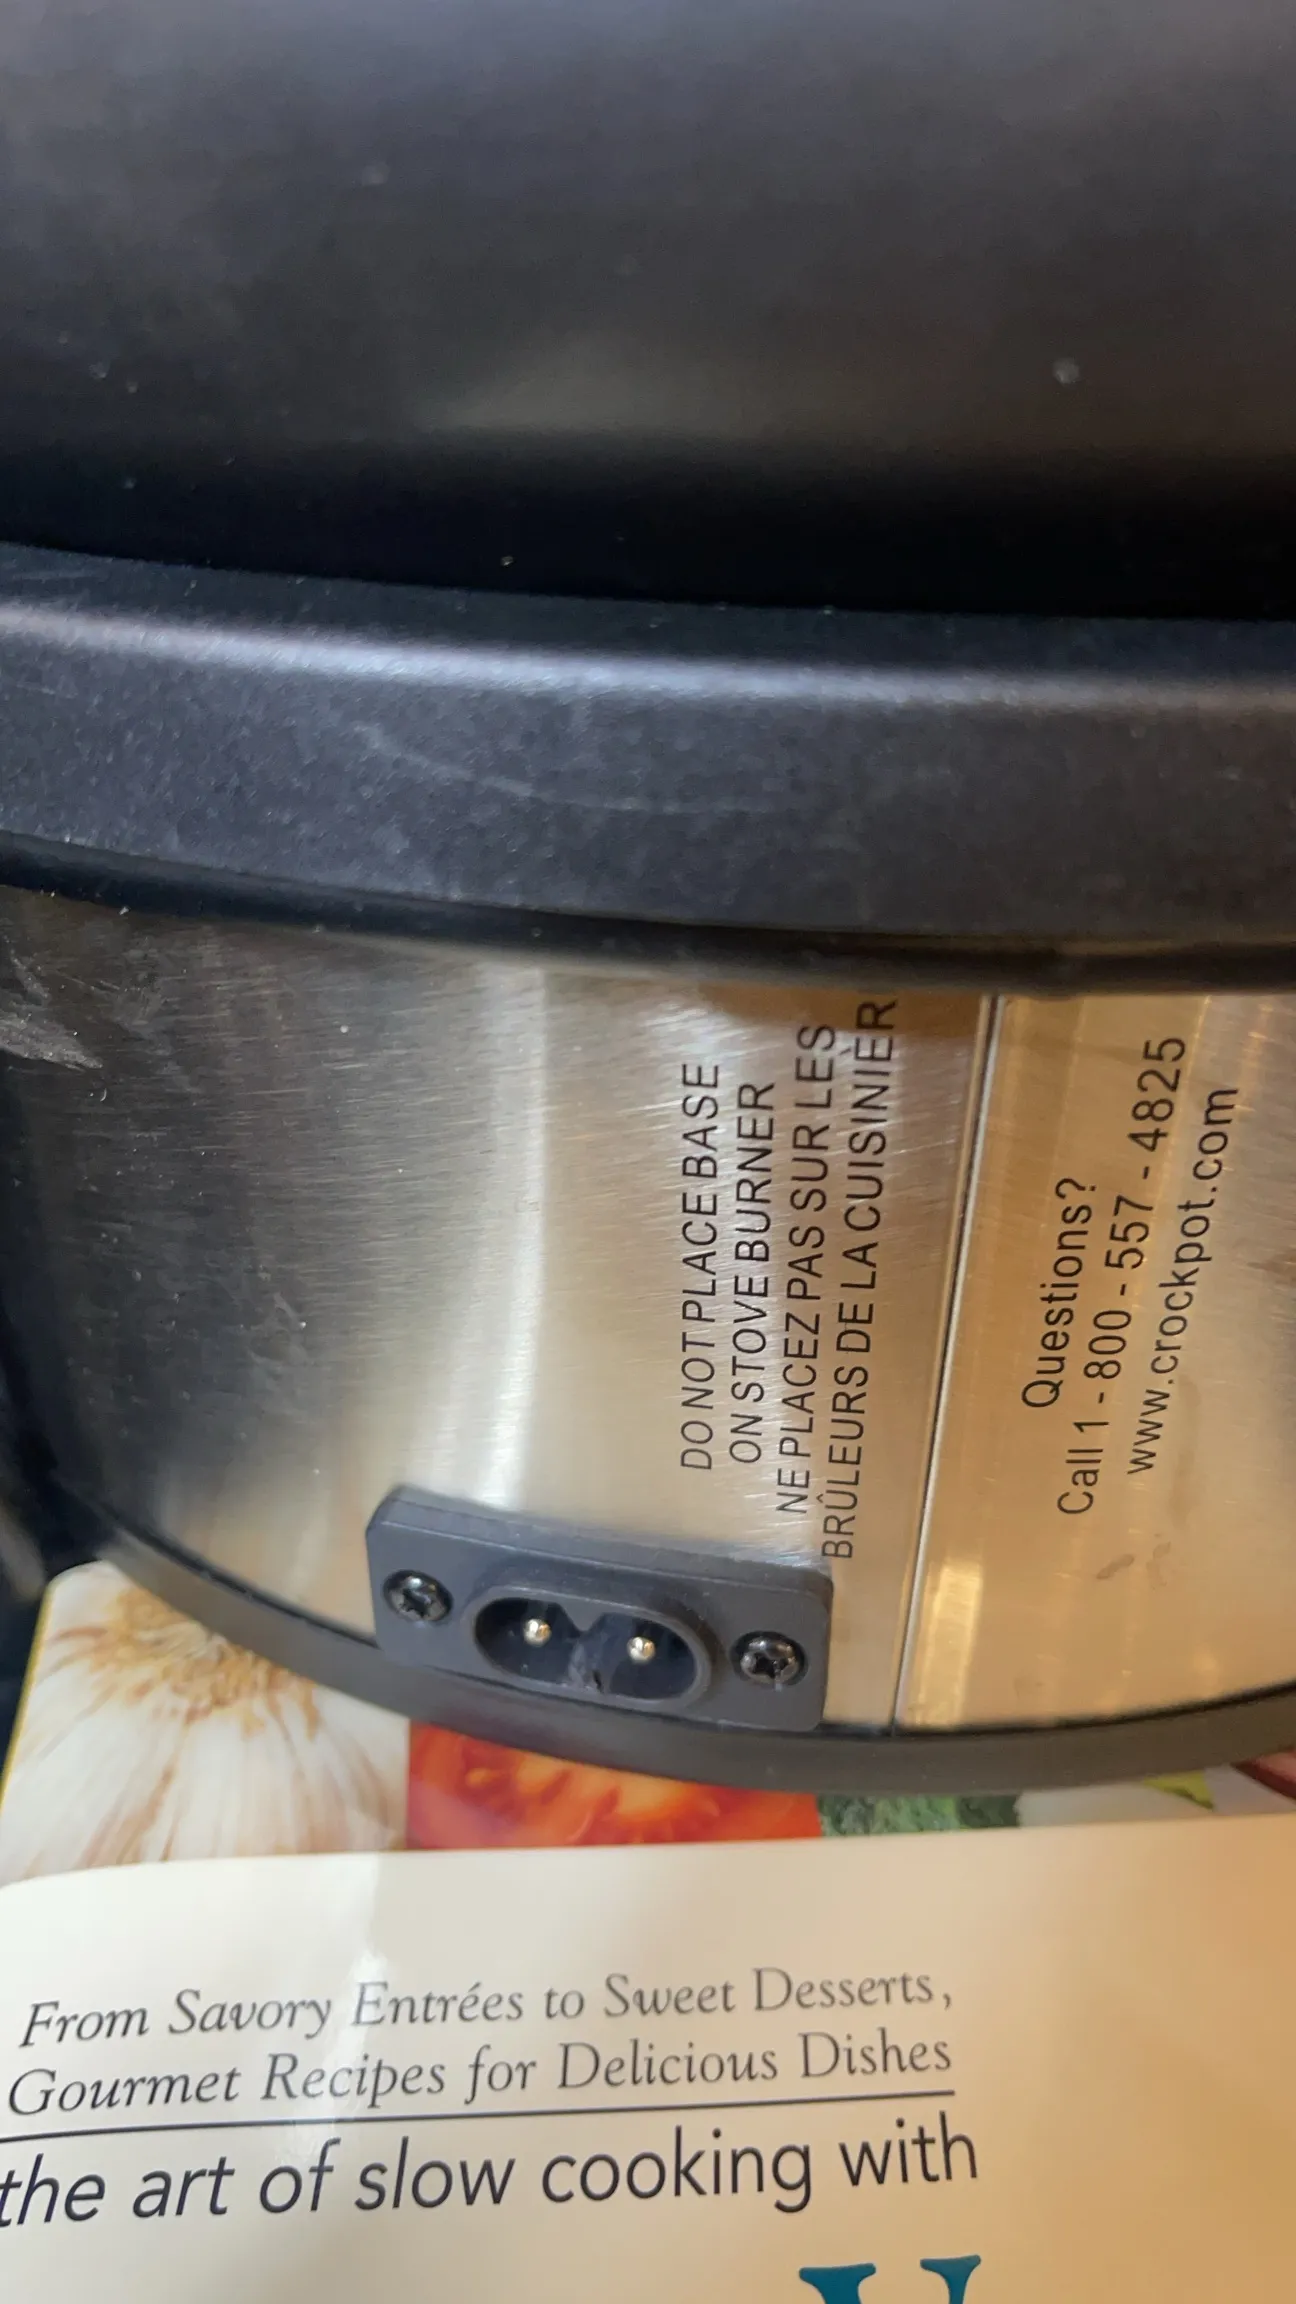 DO NOT PLACE BASE
ON STOVE BURNER
NE PLACEZ PAS SUR LES
BRÛLEURS DE LA CUISINIÈR
Questions?
Call 1 - 800 - 557 - 4825
www.crockpot.com
From Savory Entrées to Sweet Desserts,
Gourmet Recipes for Delicious Dishes
the art of slow cooking with